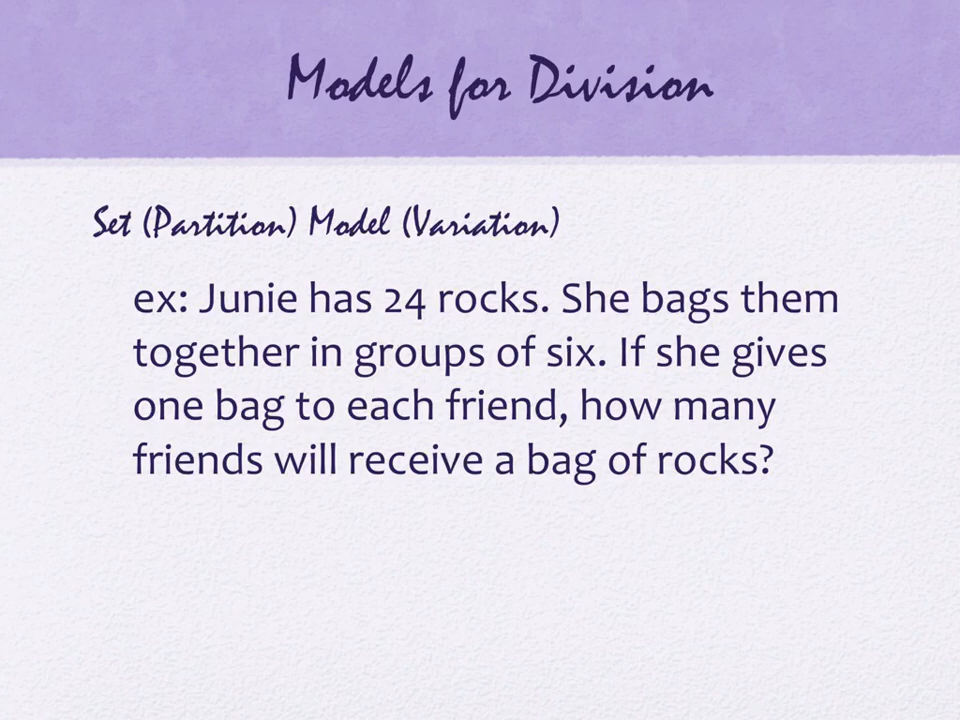 Models for Division
Set (Partition) Model (Variation)
ex: Junie has 24 rocks. She bags them
together in groups of six. If she gives
one bag to each friend, how many
friends will receive a bag of rocks?